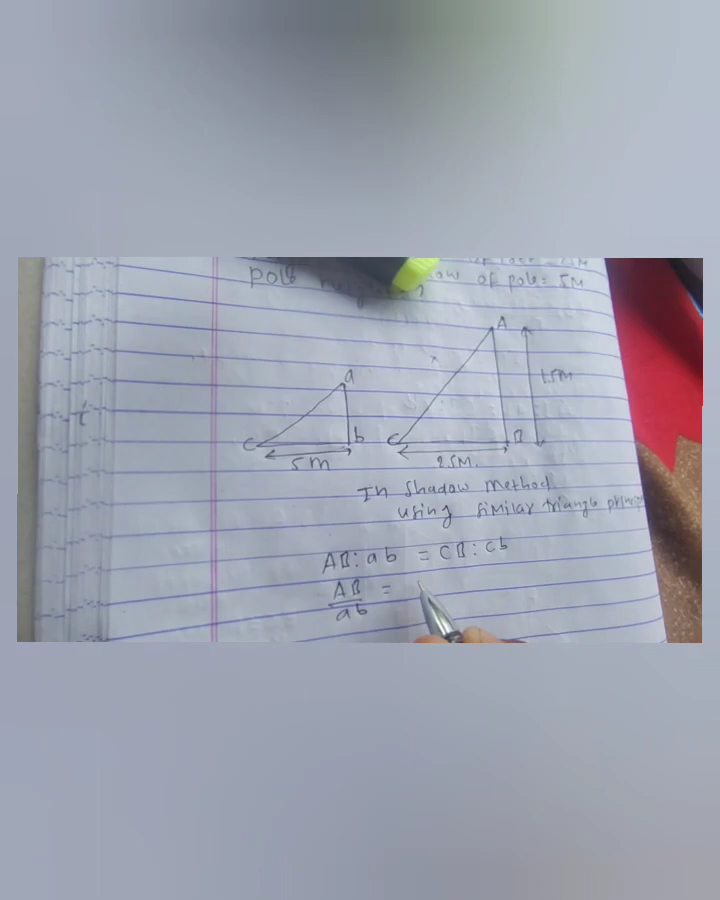 pole
of pole = 5M
A
a
15M
C b
C B
5m
25M.
In shadow method
using similar triangle
AB : ab = CB : cb
AB =
ab